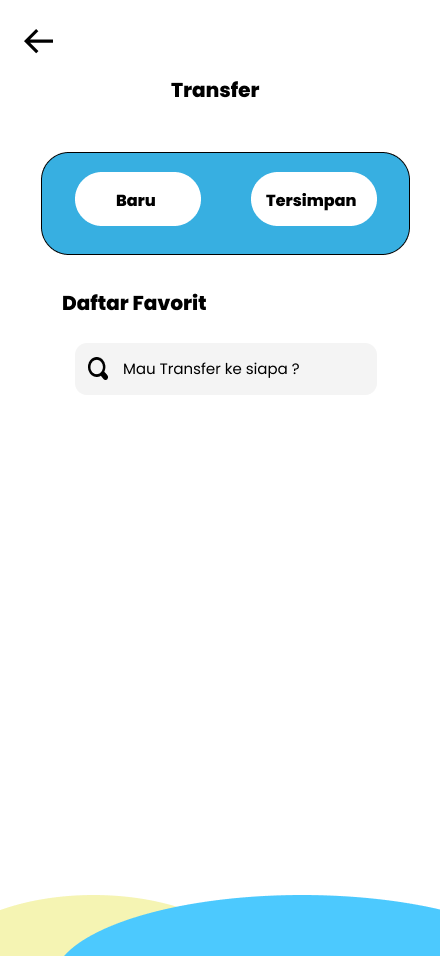 Transfer
Baru
Tersimpan
Daftar Favorit
Mau Transfer ke siapa ?